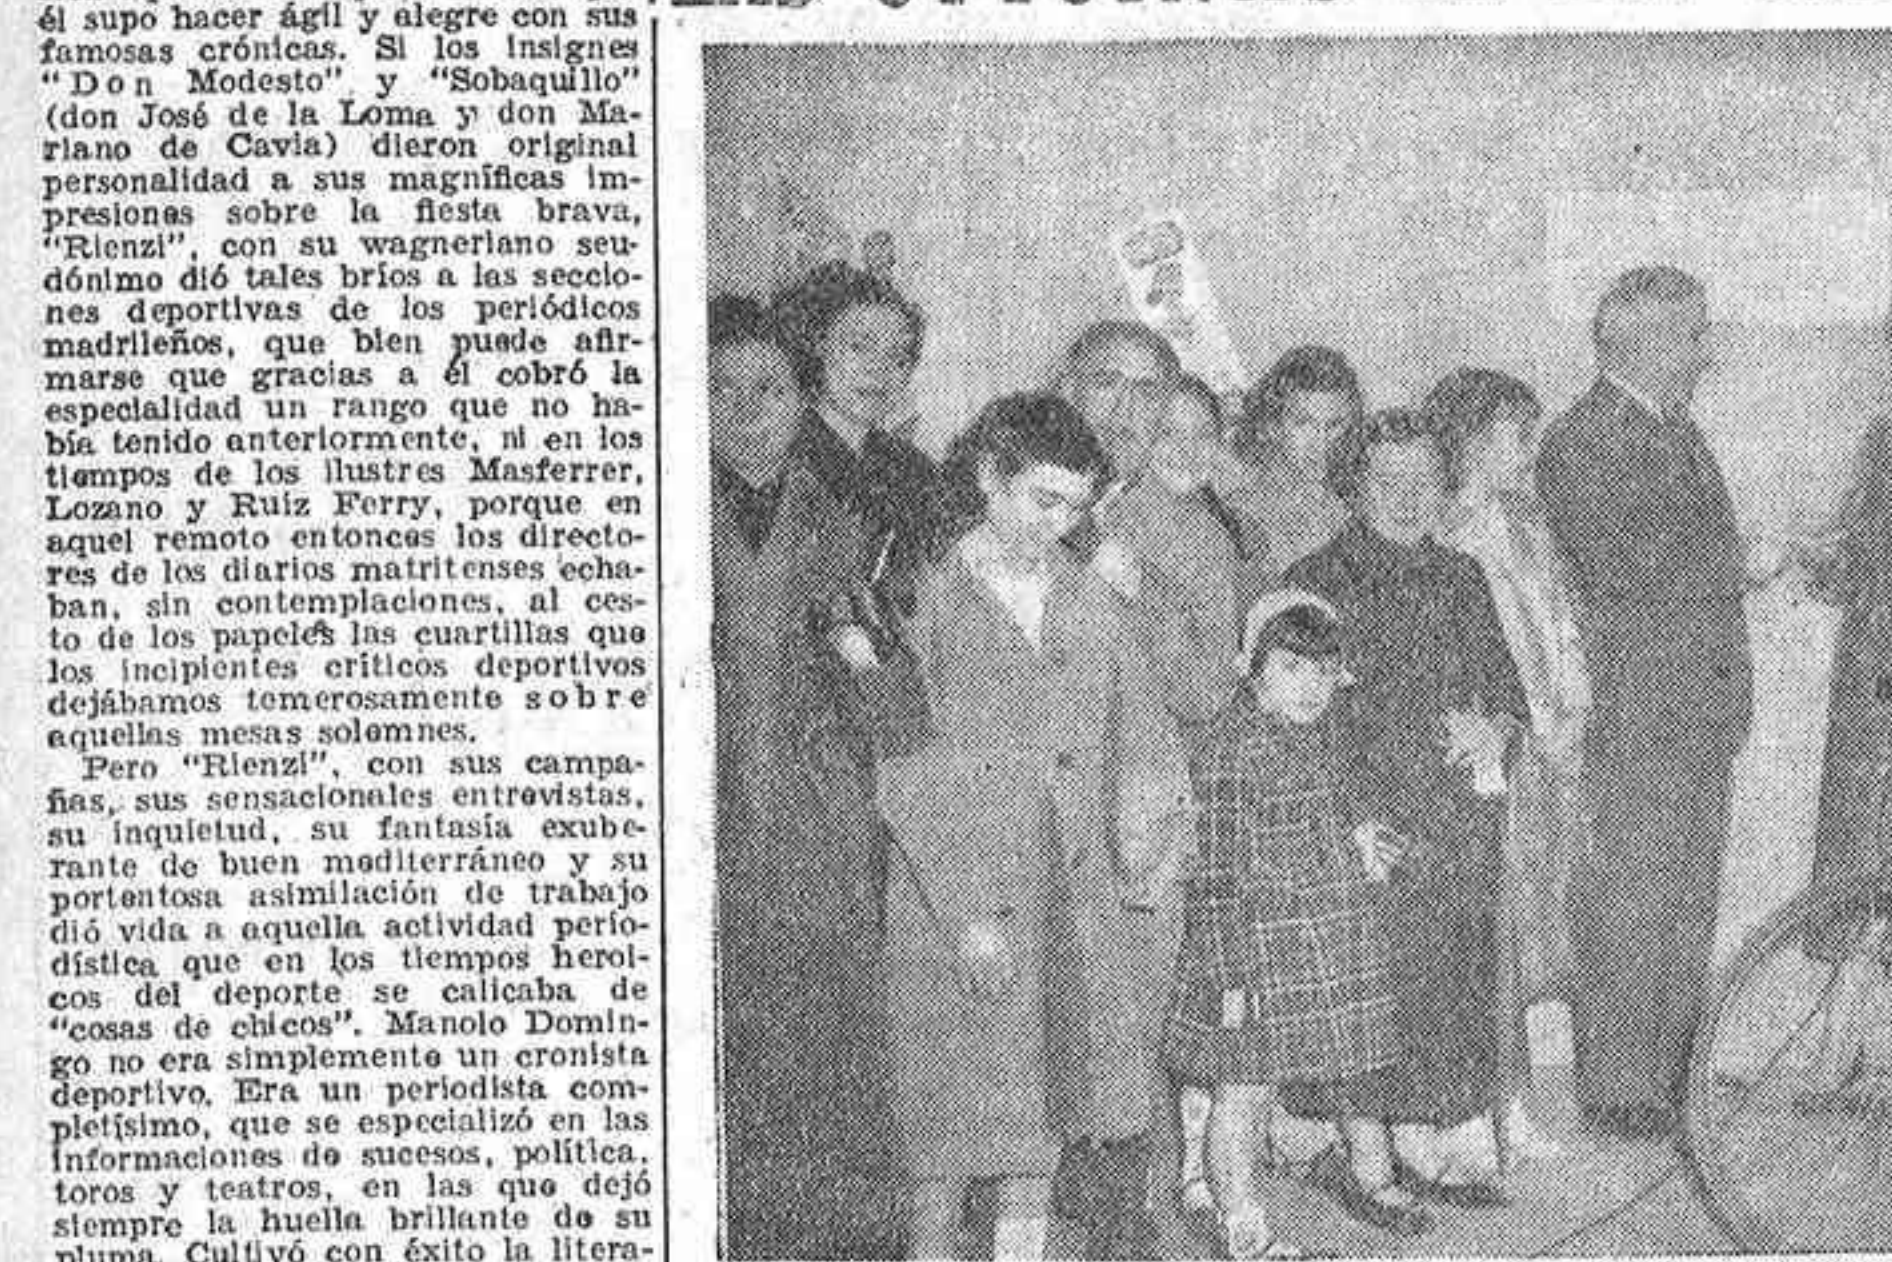 él supo hacer ágil y alegre con sus
famosas crónicas. Si los insignes
"Don Modesto" y "Sobaquillo"
(don José de la Loma y don Ma-
riano de Cavia) dieron original
personalidad a sus magníficas im-
presiones sobre la fiesta brava,
"Rienzi", con su wagneriano seu-
dónimo dió tales bríos a las seccio-
nes deportivas de los periódicos
madrileños, que bien puede afir-
marse que gracias a él cobró la
especialidad un rango que no ha-
bía tenido anteriormente, ni en los
tiempos de los ilustres Masferrer,
Lozano y Ruiz Ferry, porque en
aquel remoto entonces los directo-
res de los diarios matritenses echa-
ban, sin contemplaciones, al ces-
to de los papeles las cuartillas que
los incipientes críticos deportivos
dejábamos temerosamente sobre
aquellas mesas solemnes.
Pero "Rienzi", con sus campa-
ñas, sus sensacionales entrevistas,
su inquietud, su fantasía exube-
rante de buen mediterráneo y su
portentosa asimilación de trabajo
dió vida a aquella actividad perio-
dística que en los tiempos heroi-
cos del deporte se calicaba de
"cosas de chicos". Manolo Domin-
go no era simplemente un cronista
deportivo. Era un periodista com-
pletísimo, que se especializó en las
informaciones de sucesos, política,
toros y teatros, en las que dejó
siempre la huella brillante de su
pluma. Cultivó con éxito la litera-